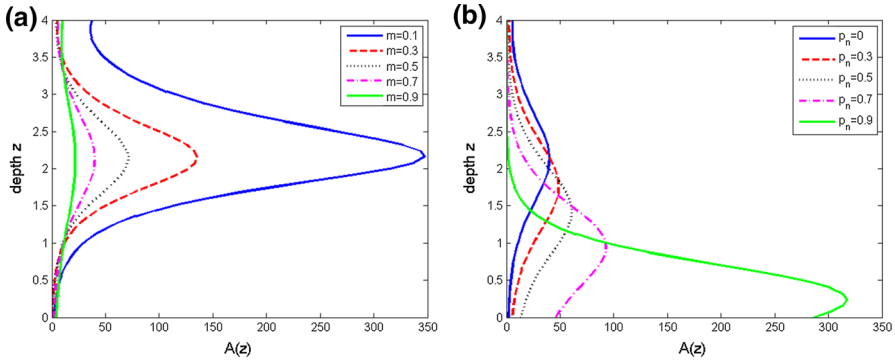 (a)
m=0.1
m=0.3
m=0.5
m=0.7
m=0.9
4
3.5
3
2.5
2
1.5
1
0.5
0
depth z
0 50 100 150 200 250 300 350
A(z)
(b)
pn=0
pn=0.3
pn=0.5
pn=0.7
pn=0.9
4
3.5
3
2.5
2
1.5
1
0.5
0
depth z
0 50 100 150 200 250 300 350
A(z)